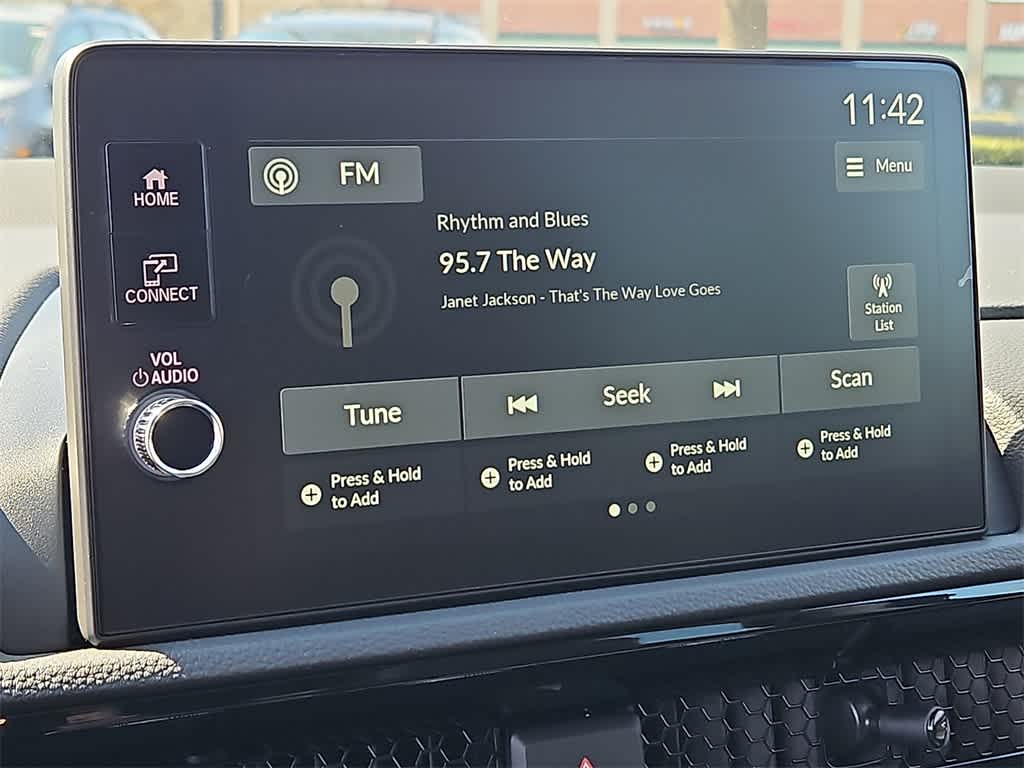 11:42
HOME
FM
Menu
Rhythm and Blues
95.7 The Way
CONNECT
Janet Jackson - That's The Way Love Goes
Station
List
VOL
AUDIO
Tune
Seek
Scan
Press & Hold
to Add
Press & Hold
to Add
Press & Hold
to Add
Press & Hold
to Add